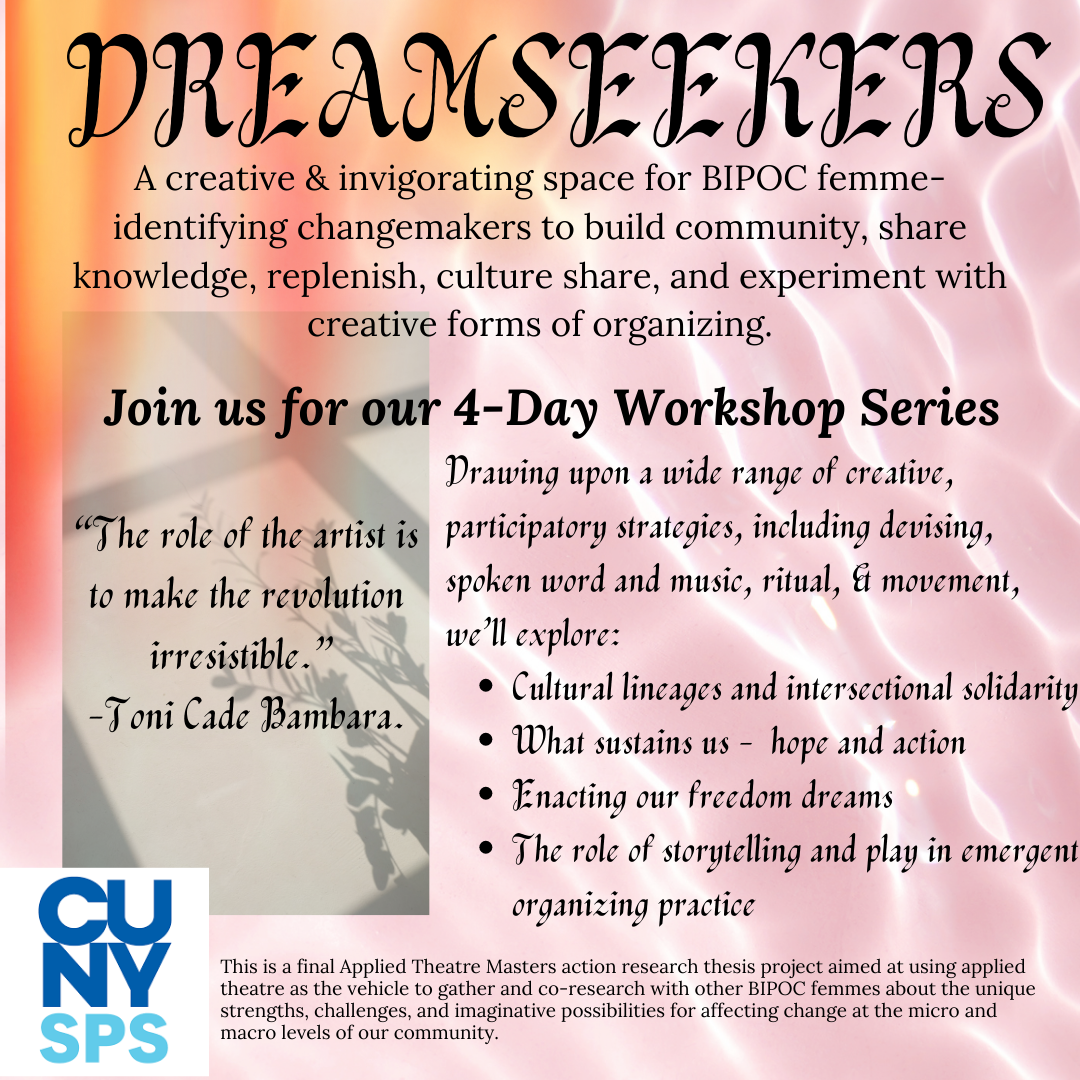 DREAMSEEKERS
A creative & invigorating space for BIPOC femme-
identifying changemakers to build community, share
knowledge, replenish, culture share, and experiment with
creative forms of organizing.
Join us for our 4-Day Workshop Series
"The role of the artist is
to make the revolution
irresistible."
-Toni Cade Bambara.
Drawing upon a wide range of creative,
participatory strategies, including devising,
spoken word and music, ritual, & movement,
we'll explore:
• Cultural lineages and intersectional solidarity
• What sustains us - hope and action
• Enacting our freedom dreams
• The role of storytelling and play in emergent
organizing practice
CU
NY
SPS
This is a final Applied Theatre Masters action research thesis project aimed at using applied
theatre as the vehicle to gather and co-research with other BIPOC femmes about the unique
strengths, challenges, and imaginative possibilities for affecting change at the micro and
macro levels of our community.